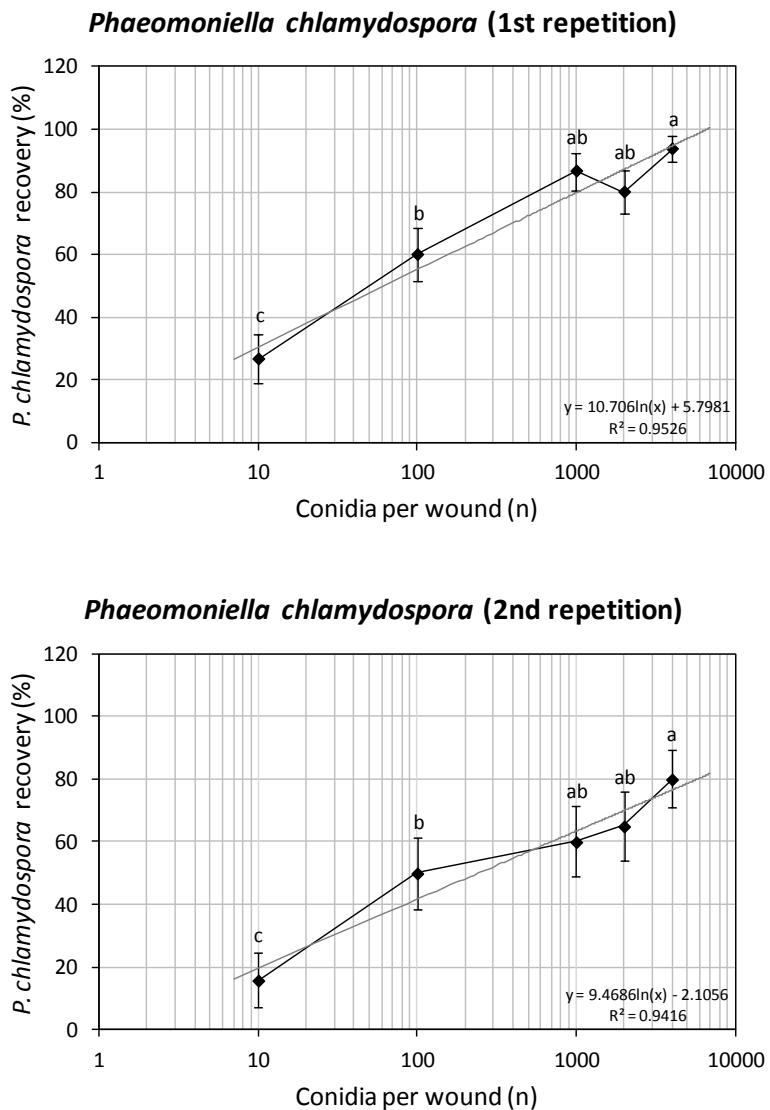 Phaeomoniella chlamydospora (1st repetition)
120
100
80
60
40
20
0
P. chlamydospora recovery (%)
c
b
ab
ab
a
y = 10.706ln(x) + 5.7981
R² = 0.9526
1 10 100 1000 10000
Conidia per wound (n)
Phaeomoniella chlamydospora (2nd repetition)
120
100
80
60
40
20
0
P. chlamydospora recovery (%)
c
b
ab
ab
a
y = 9.4686ln(x) - 2.1056
R² = 0.9416
1 10 100 1000 10000
Conidia per wound (n)